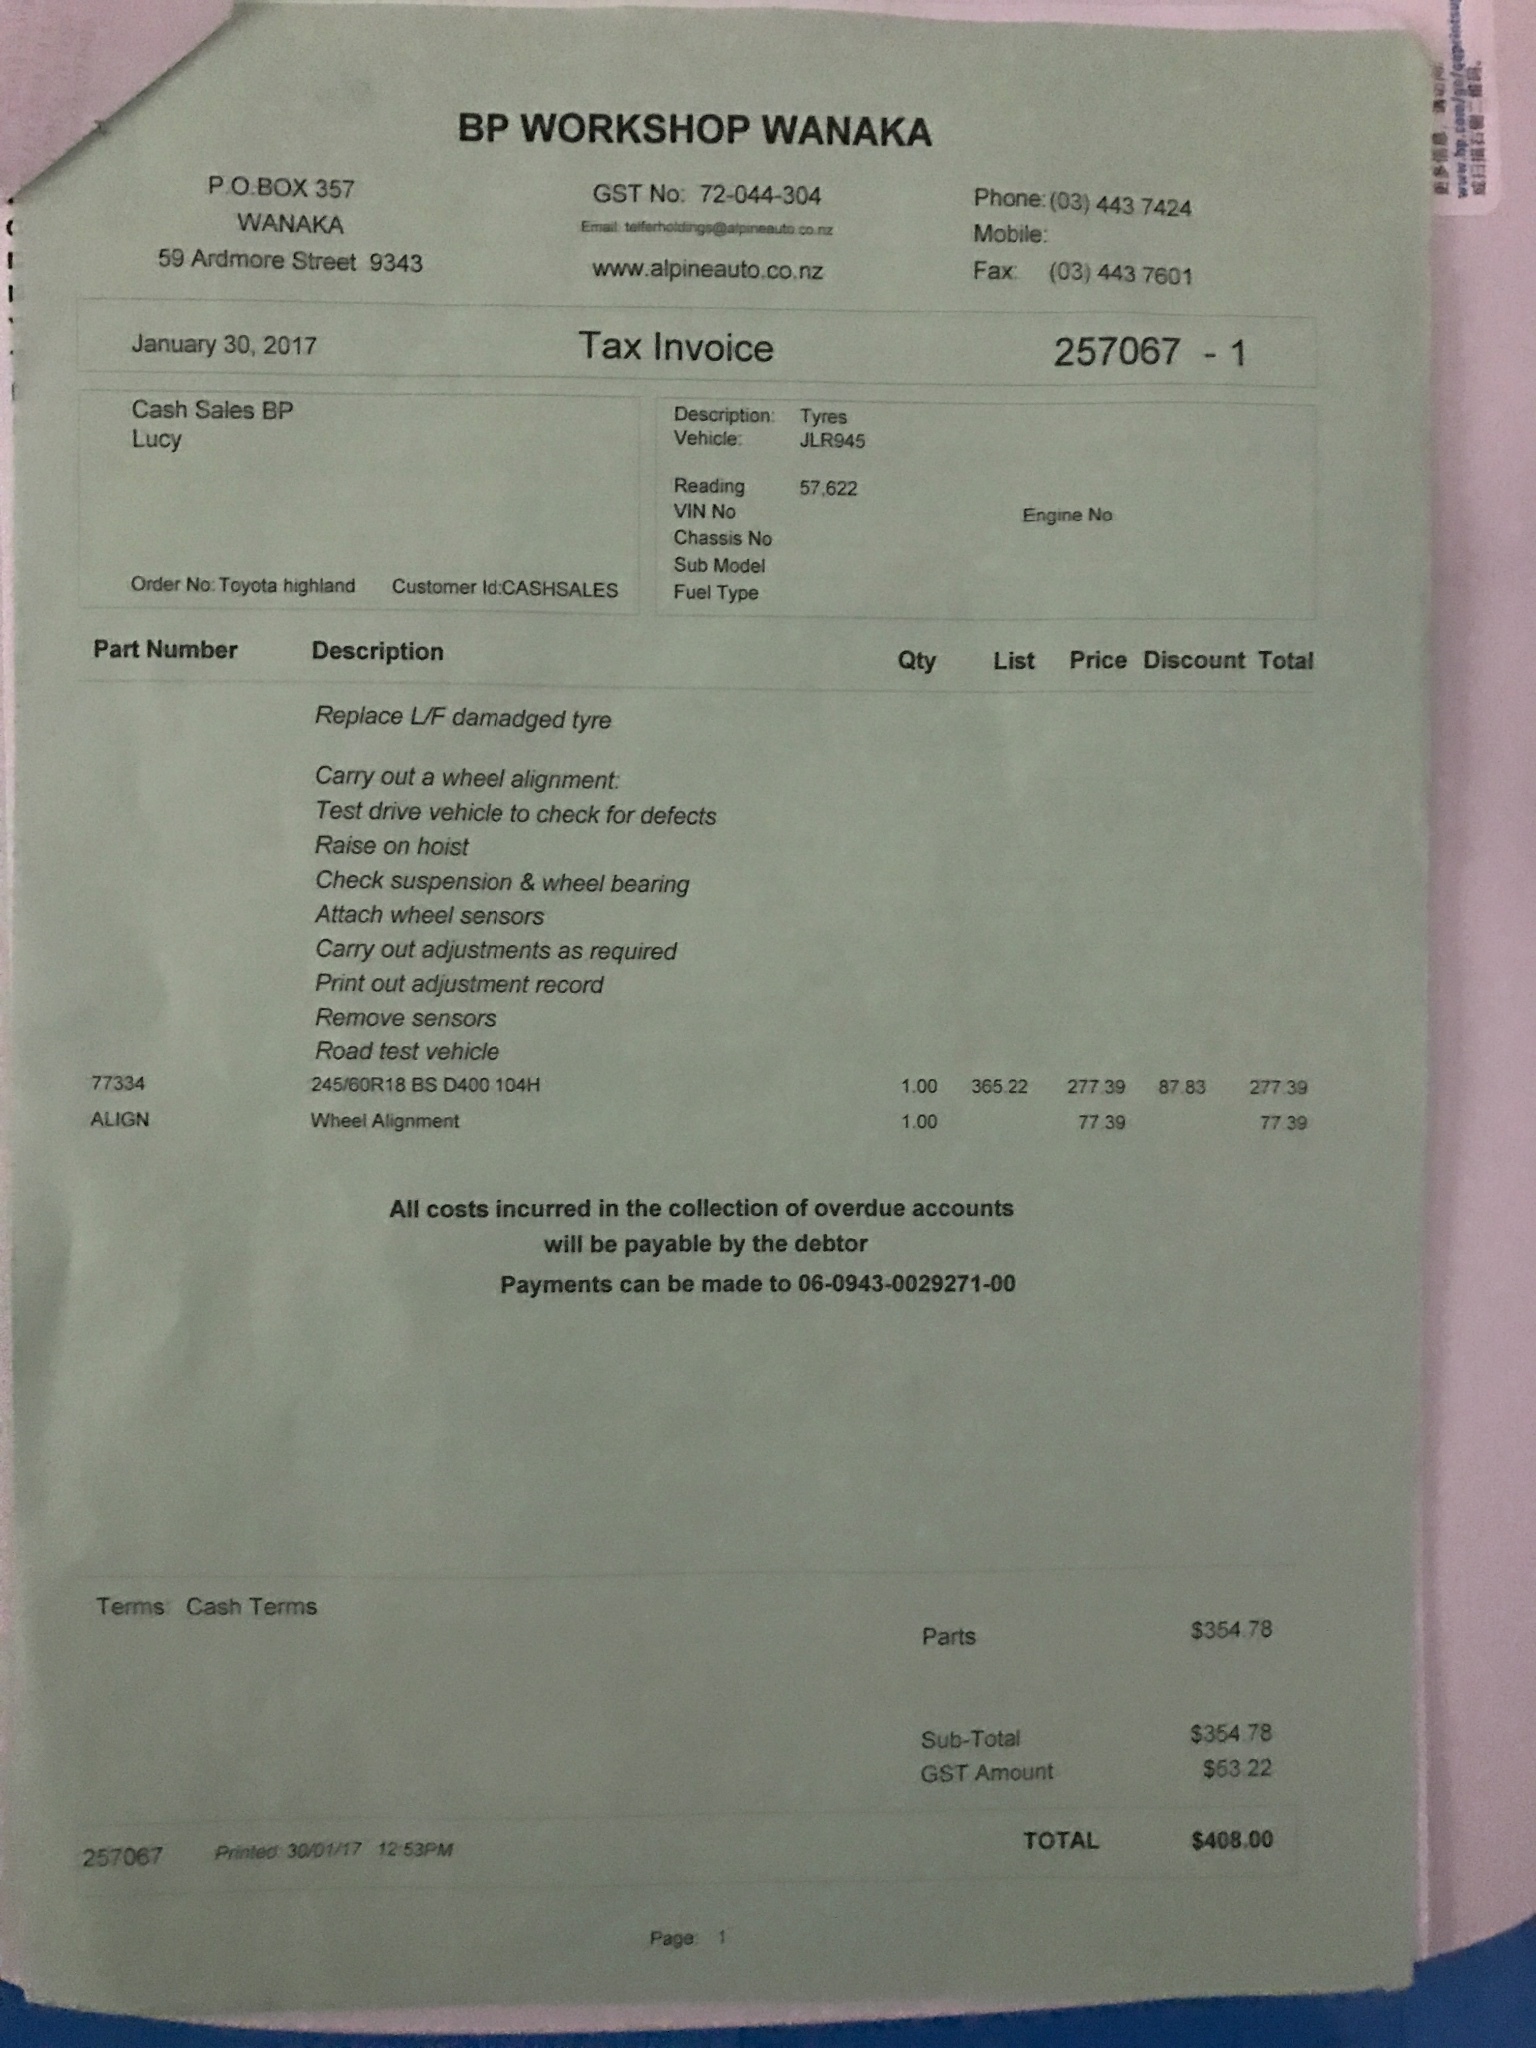 BP WORKSHOP WANAKA
P.O.BOX 357
WANAKA
59 Ardmore Street 9343
GST No: 72-044-304
Email: telferholdings@alpineauto.co.nz
www.alpineauto.co.nz
Phone: (03) 443 7424
Mobile:
Fax: (03) 443 7601
January 30, 2017 Tax Invoice 257067 - 1
Cash Sales BP
Lucy
Order No: Toyota highland Customer Id:CASHSALES
Description: Tyres
Vehicle: JLR945
Reading 57,622
VIN No Engine No
Chassis No
Sub Model
Fuel Type
Part Number Description Qty List Price Discount Total
Replace L/F damadged tyre
Carry out a wheel alignment:
Test drive vehicle to check for defects
Raise on hoist
Check suspension & wheel bearing
Attach wheel sensors
Carry out adjustments as required
Print out adjustment record
Remove sensors
Road test vehicle
77334 245/60R18 BS D400 104H 1.00 365.22 277.39 87.83 277.39
ALIGN Wheel Alignment 1.00 77.39 77.39
All costs incurred in the collection of overdue accounts
will be payable by the debtor
Payments can be made to 06-0943-0029271-00
Terms Cash Terms
Parts $354.78
Sub-Total $354.78
GST Amount $53.22
TOTAL $408.00
257067 Printed: 30/01/17 12:53PM
Page: 1